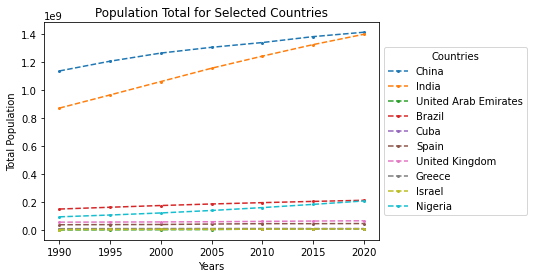 Population Total for Selected Countries
1e9
1.4
1.2
1.0
0.8
0.6
0.4
0.2
0.0
Total Population
1990
1995
2000
2005
2010
2015
2020
Years
Countries
China
India
United Arab Emirates
Brazil
Cuba
Spain
United Kingdom
Greece
Israel
Nigeria